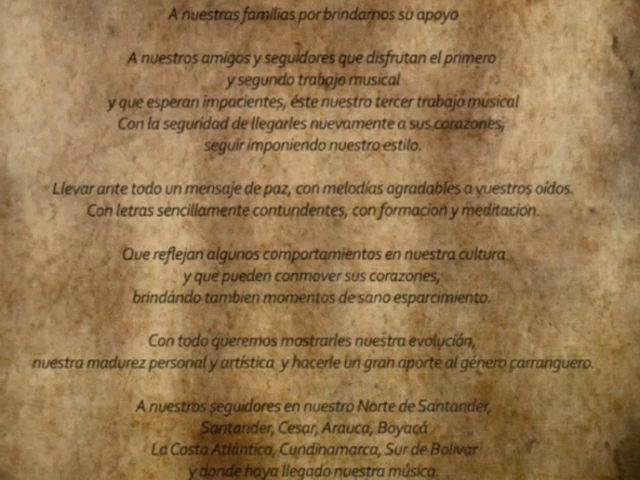 A nuestras familias por brindarnos su apoyo
A nuestros amigos y seguidores que disfrutan el primero
y segundo trabajo musical
y que esperan impacientes, éste nuestro tercer trabajo musical
Con la seguridad de llegarles nuevamente a sus corazones,
seguir imponiendo nuestro estilo.
Llevar ante todo un mensaje de paz, con melodías agradables a vuestros oídos.
Con letras sencillamente contundentes, con formacion y meditacion.
Que reflejan algunos comportamientos en nuestra cultura
y que pueden conmover sus corazones,
brindándo tambien momentos de sano esparcimiento.
Con todo queremos mostrarles nuestra evolución,
nuestra madurez personal y artística y hacerle un gran aporte al género carranguero.
A nuestros seguidores en nuestro Norte de Santander,
Santander, Cesar, Arauca, Boyacá
La Costa Atlántica, Cundinamarca, Sur de Bolivar
y donde haya llegado nuestra música.